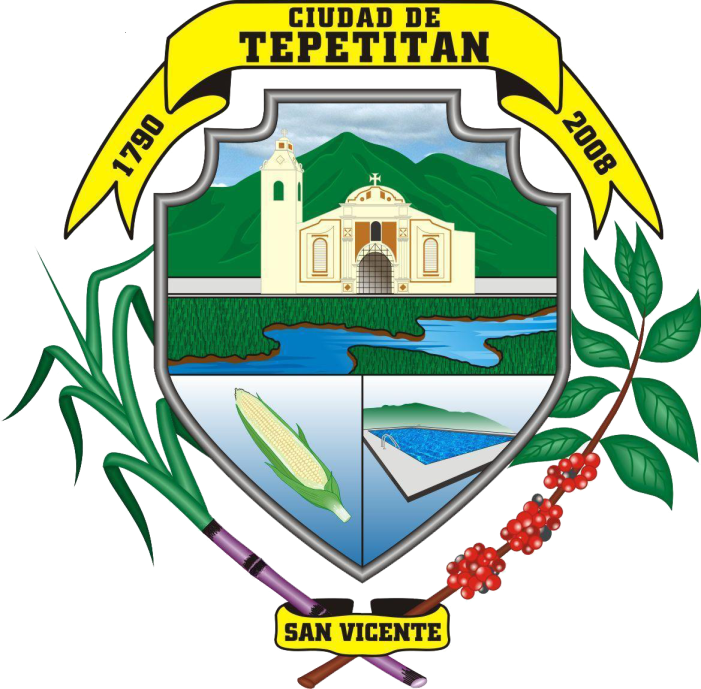 CIUDAD DE
TEPETITAN
1790
2008
SAN VICENTE